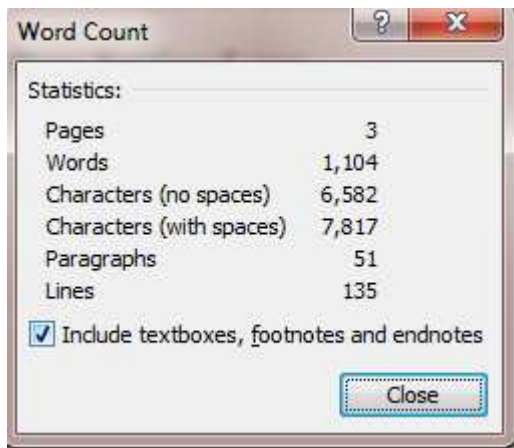 Word Count
?
X
Statistics:
Pages 3
Words 1,104
Characters (no spaces) 6,582
Characters (with spaces) 7,817
Paragraphs 51
Lines 135
Include textboxes, footnotes and endnotes
Close